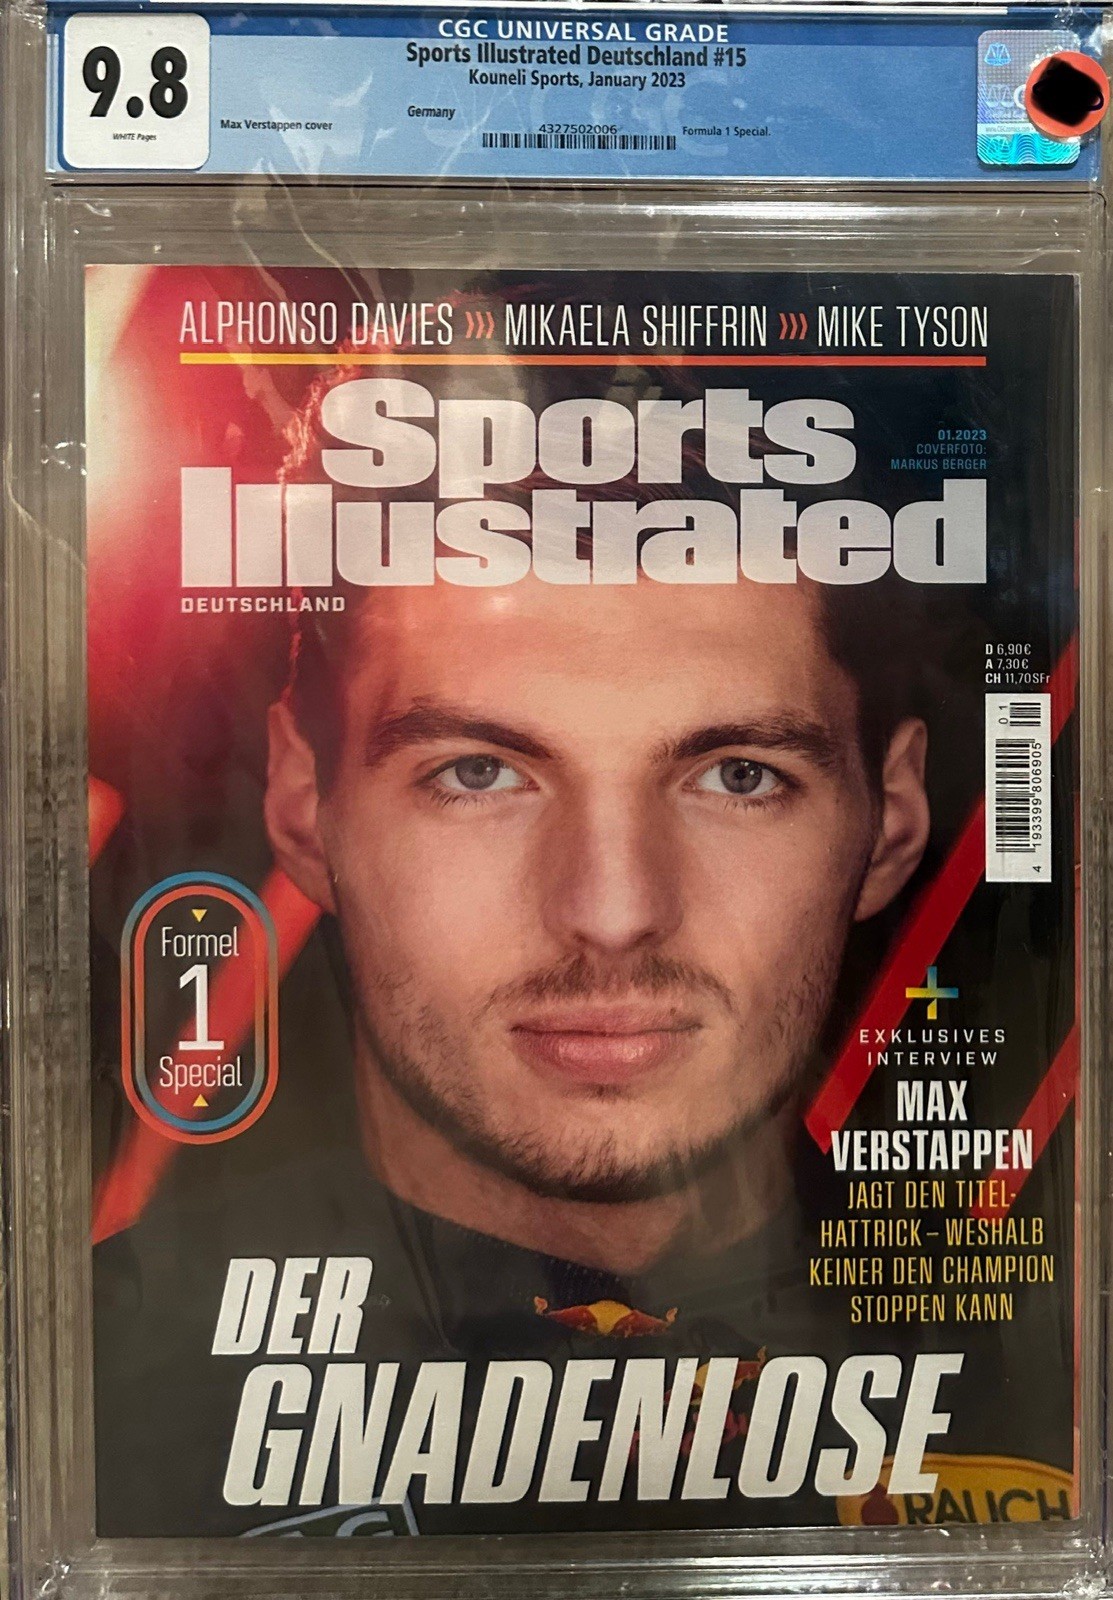 CGC UNIVERSAL GRADE
9.8
WHITE Pages
Sports Illustrated Deutschland #15
Kouneli Sports, January 2023
Germany
Max Verstappen cover
4327502006
Formula 1 Special.
ALPHONSO DAVIES ⟩⟩⟩ MIKAELA SHIFFRIN ⟩⟩⟩ MIKE TYSON
Sports
Illustrated
DEUTSCHLAND
01.2023
COVERFOTO:
MARKUS BERGER
D 6,90 €
A 7,30 €
CH 11,70 SFr
01
4 193399 806905
Formel
1
Special
EXKLUSIVES
INTERVIEW
MAX
VERSTAPPEN
JAGT DEN TITEL-
HATTRICK – WESHALB
KEINER DEN CHAMPION
STOPPEN KANN
DER
GNADENLOSE
RAUCH